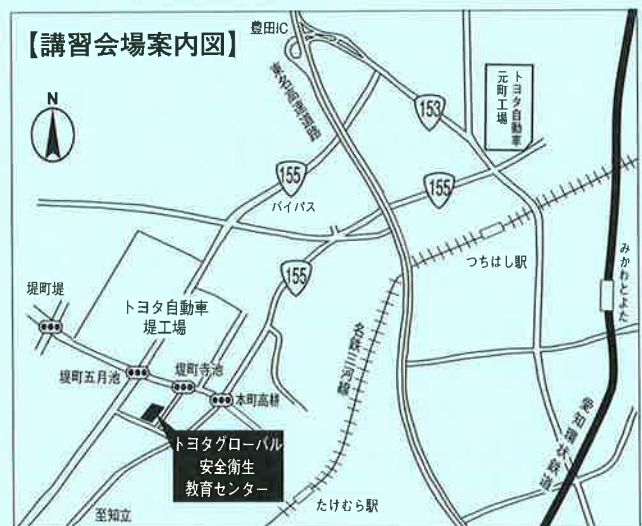 【講習会場案内図】
豊田IC
N
東名高速道路
153
トヨタ自動車
元町工場
155
バイパス
155
155
つちはし駅
みかわとよた
堤町堤
トヨタ自動車
堤工場
名鉄三河線
堤町五月池
堤町寺池
本町高根
愛知環状鉄道
トヨタグローバル
安全衛生
教育センター
たけむら駅
至知立